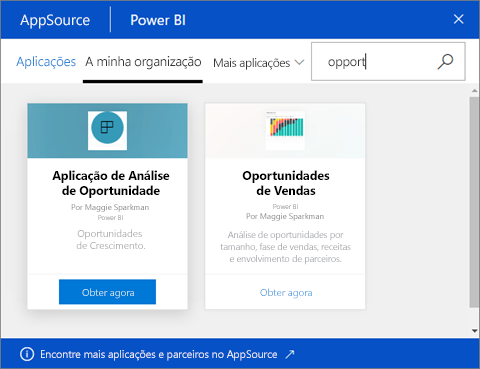 AppSource Power BI
Aplicações A minha organização Mais aplicações opport
Aplicação de Análise
de Oportunidade
Por Maggie Sparkman
Power BI
Oportunidades
de Crescimento.
Obter agora
Oportunidades
de Vendas
Power BI
Por Maggie Sparkman
Análise de oportunidades por
tamanho, fase de vendas, receitas
e envolvimento de parceiros.
Obter agora
Encontre mais aplicações e parceiros no AppSource